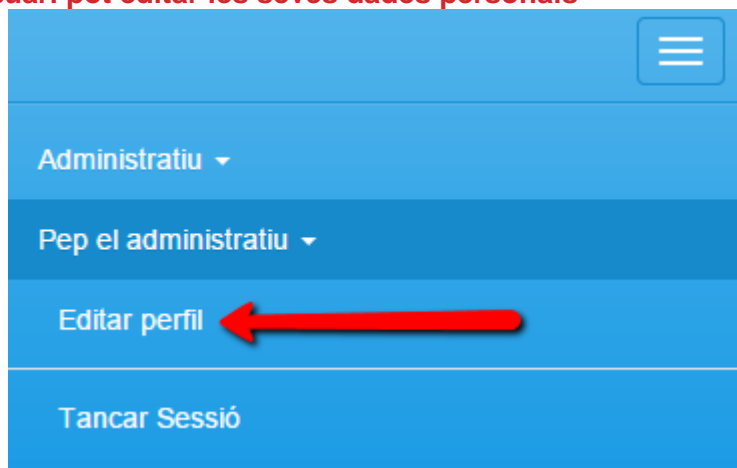 pot editar les seves dades personals
Administratiu
Pep el administratiu
Editar perfil
Tancar Sessió